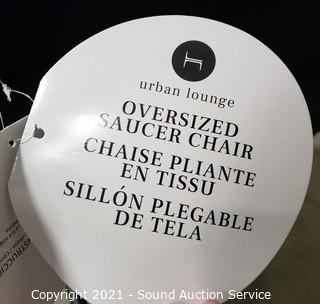 urban lounge
OVERSIZED
SAUCER CHAIR
CHAISE PLIANTE
EN TISSU
SILLÓN PLEGABLE
DE TELA
Copyright 2021 - Sound Auction Service